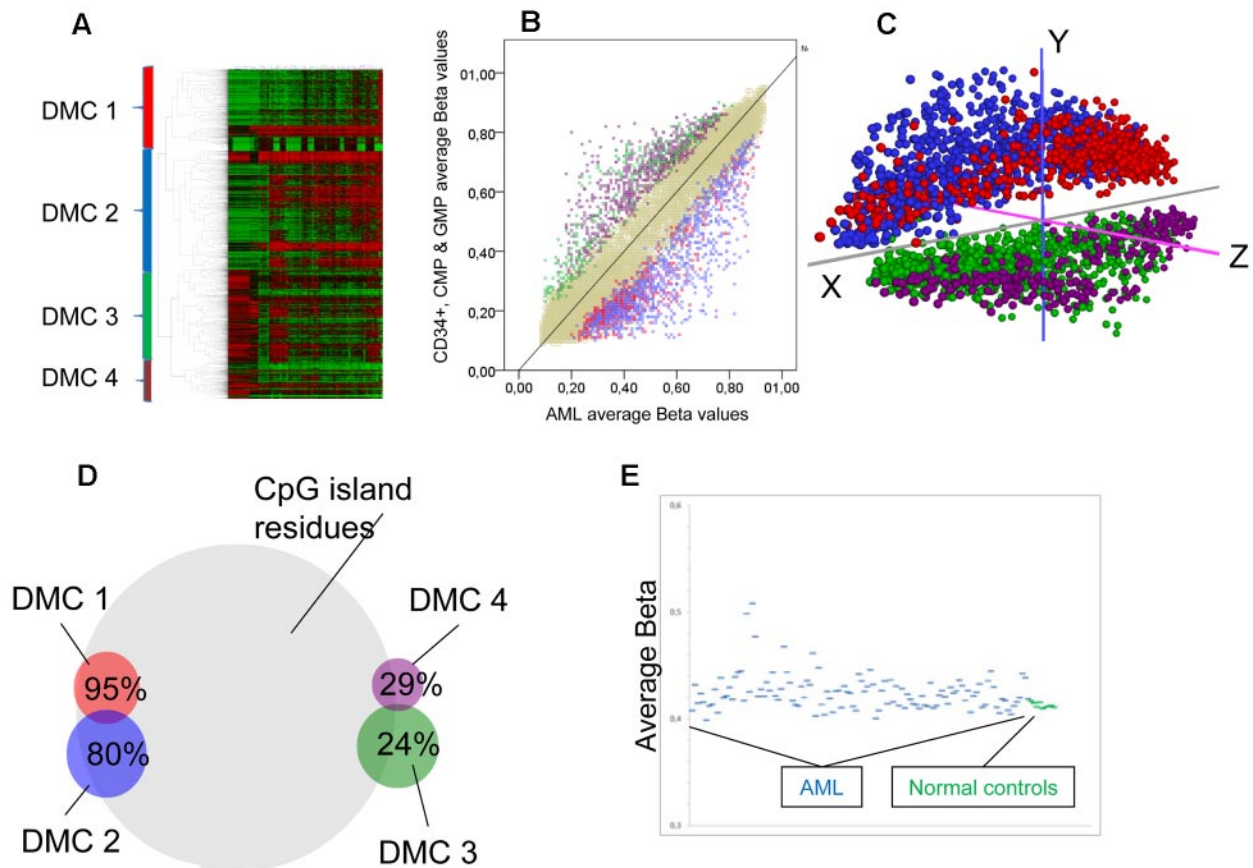 A
DMC 1
DMC 2
DMC 3
DMC 4
B
CD34+, CMP & GMP average Beta values
01,00
0,80
0,60
0,40
0,20
0,00
0,00
0,20
0,40
0,60
0,80
01,00
AML average Beta values
C
Y
X
Z
D
CpG island
residues
DMC 1
DMC 4
95%
29%
80%
24%
DMC 2
DMC 3
E
Average Beta
0,6
0,5
0,4
0,3
AML
Normal controls